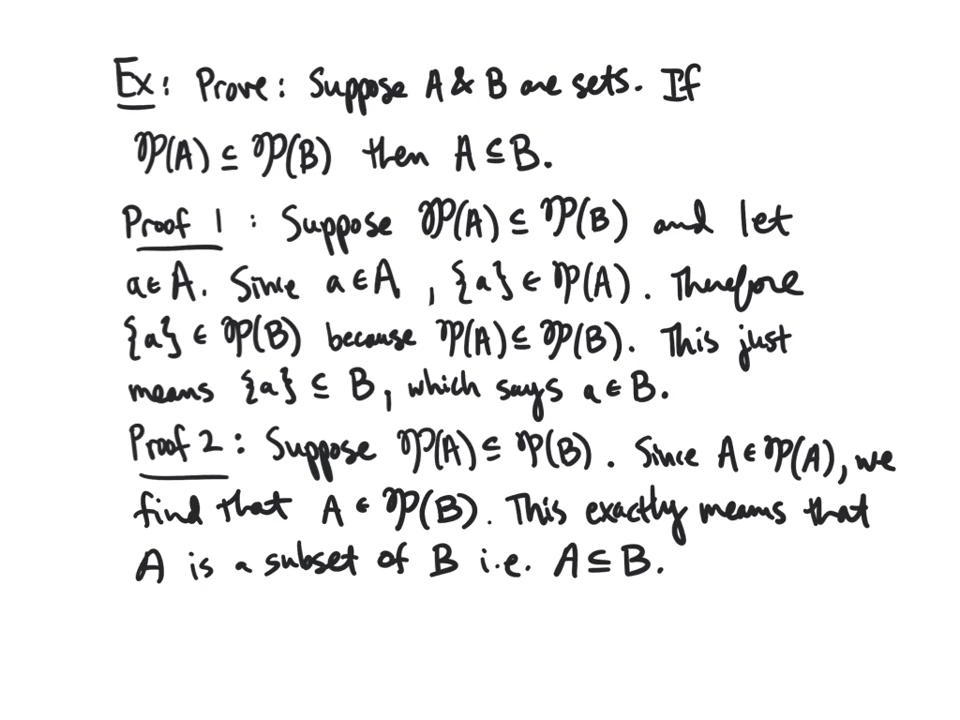 Ex: Prove: Suppose A & B are sets. If
𝒫(A) ⊆ 𝒫(B) then A ⊆ B.
Proof 1: Suppose 𝒫(A) ⊆ 𝒫(B) and let
a ∈ A. Since a ∈ A, {a} ∈ 𝒫(A). Therefore
{a} ∈ 𝒫(B) because 𝒫(A) ⊆ 𝒫(B). This just
means {a} ⊆ B, which says a ∈ B.
Proof 2: Suppose 𝒫(A) ⊆ 𝒫(B). Since A ∈ 𝒫(A), we
find that A ∈ 𝒫(B). This exactly means that
A is a subset of B i.e. A ⊆ B.